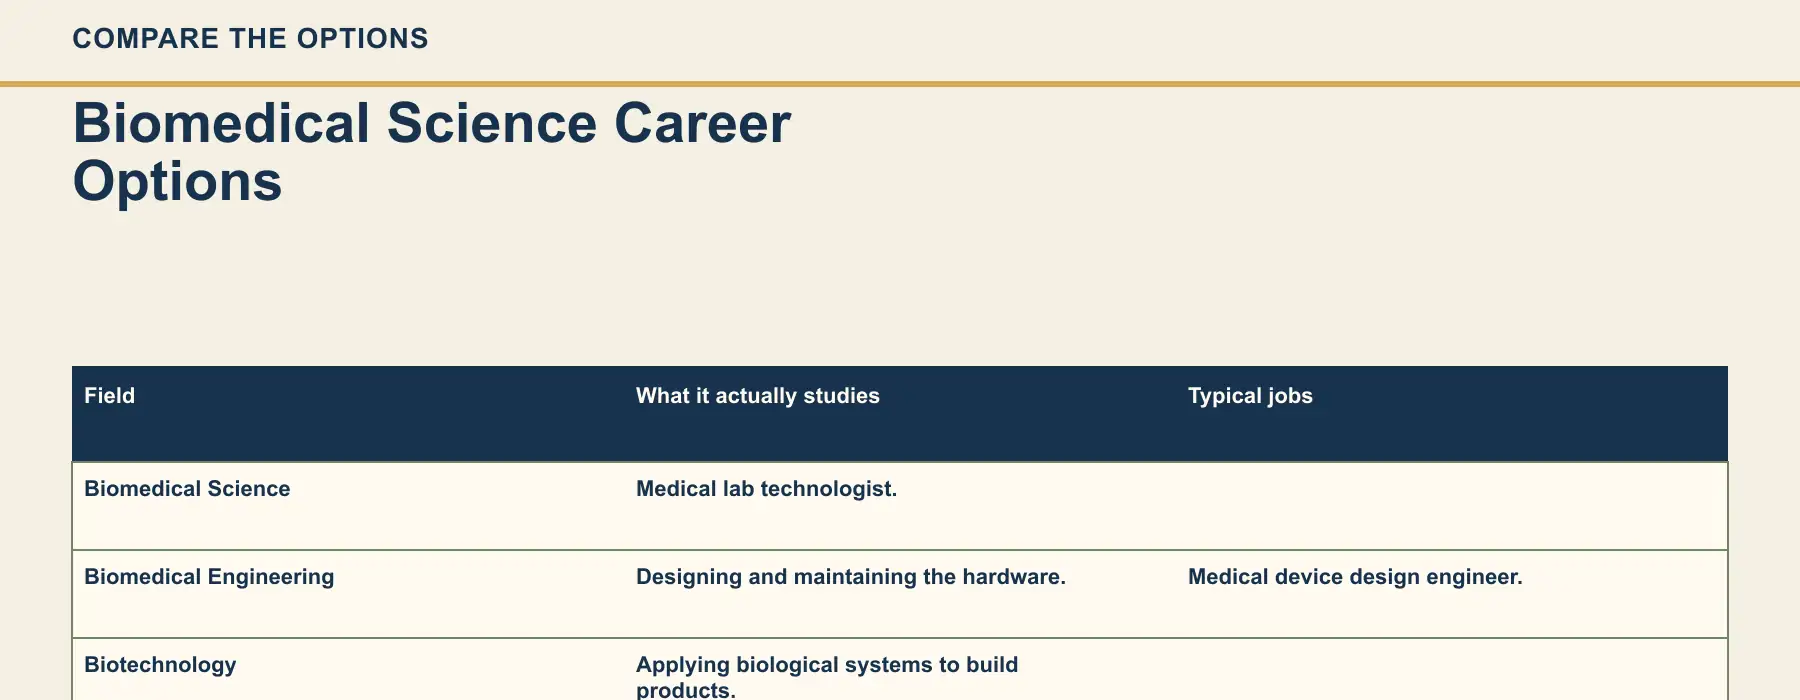 COMPARE THE OPTIONS
Biomedical Science Career
Options
Field What it actually studies Typical jobs
Biomedical Science Medical lab technologist.
Biomedical Engineering Designing and maintaining the hardware. Medical device design engineer.
Biotechnology Applying biological systems to build
products.